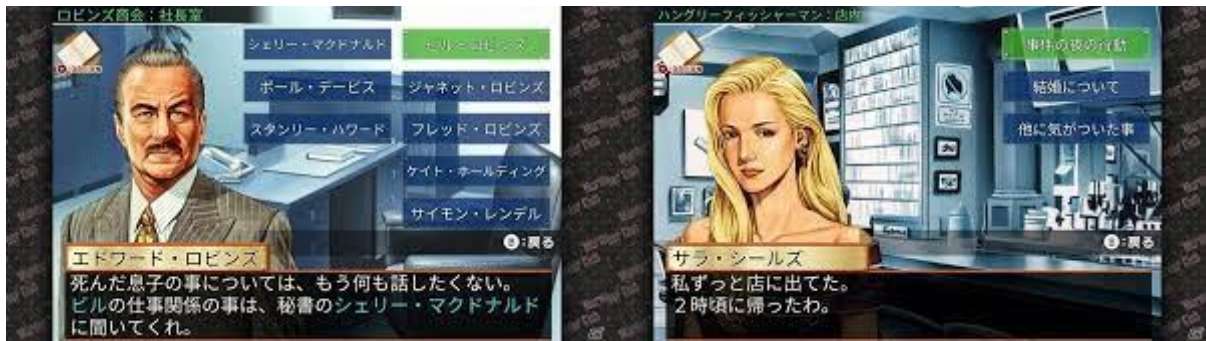 ロビンズ商会：社長室
シェリー・マクドナルド
ビル・ロビンズ
ポール・デービス
ジャネット・ロビンズ
スタンリー・ハワード
フレッド・ロビンズ
ケイト・ホールディング
サイモン・レンデル
B:戻る
エドワード・ロビンズ
死んだ息子の事については、もう何も話したくない。
ビルの仕事関係の事は、秘書のシェリー・マクドナルド
に聞いてくれ。
ハングリーフィッシャーマン：店内
事件の夜の行動
結婚について
他に気がついた事
B:戻る
サラ・シールズ
私ずっと店に出てた。
２時頃に帰ったわ。